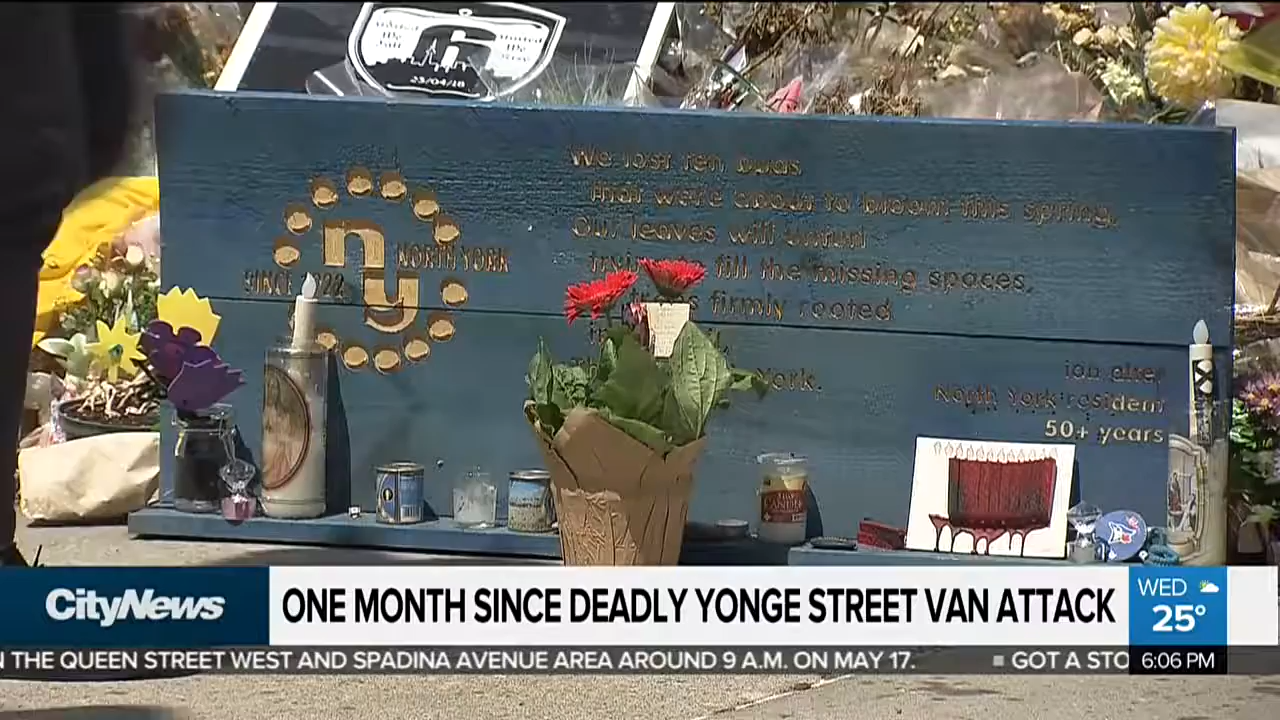 23/04/18
We lost ten buds
that were about to bloom this spring.
Our leaves will unfurl
trying to fill the missing spaces,
firmly rooted
York.
NORTH YORK
SINCE 1922
nu
jon alter
North York resident
50+ years
CityNews
ONE MONTH SINCE DEADLY YONGE STREET VAN ATTACK
WED
25°
N THE QUEEN STREET WEST AND SPADINA AVENUE AREA AROUND 9 A.M. ON MAY 17. ■ GOT A STO
6:06 PM